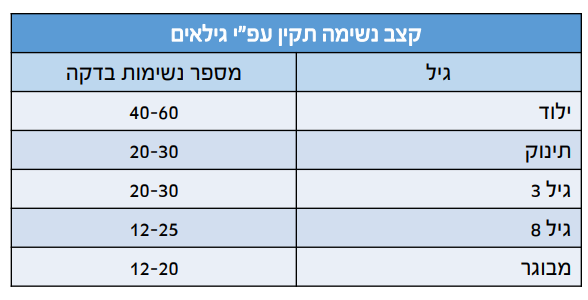 קצב נשימה תקין עפ"י גילאים
גיל מספר נשימות בדקה
ילוד 40-60
תינוק 20-30
גיל 3 20-30
גיל 8 12-25
מבוגר 12-20